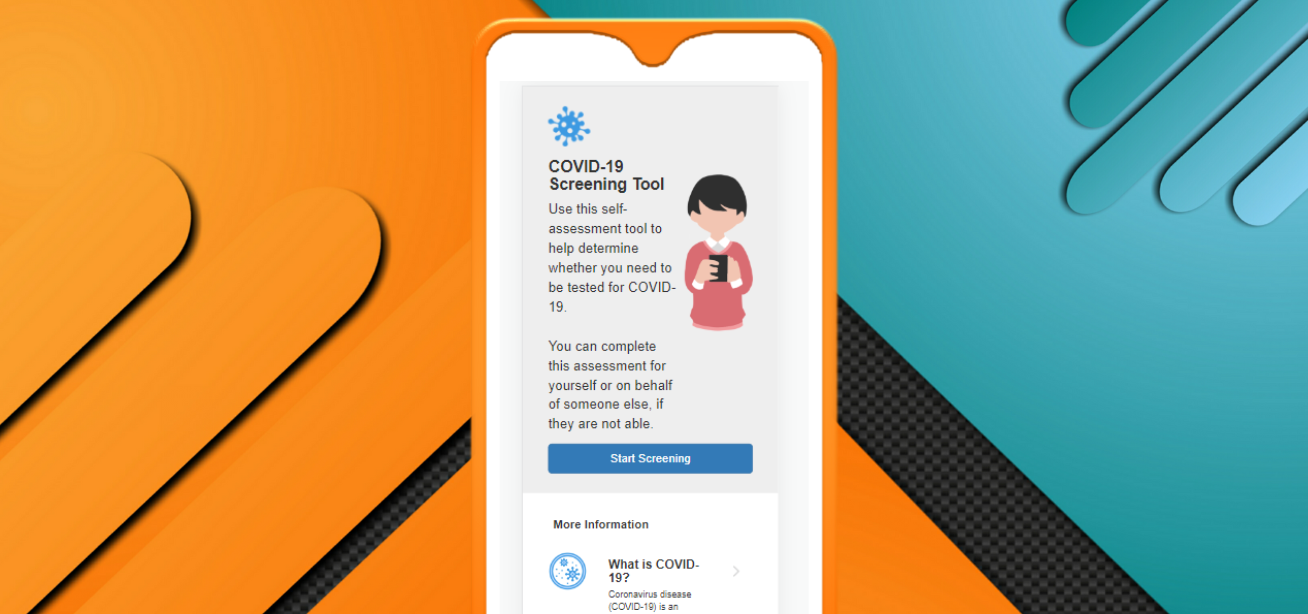 COVID-19
Screening Tool
Use this self-
assessment tool to
help determine
whether you need to
be tested for COVID-
19.
You can complete
this assessment for
yourself or on behalf
of someone else, if
they are not able.
Start Screening
More Information
What is COVID-
19?
Coronavirus disease
(COVID-19) is an